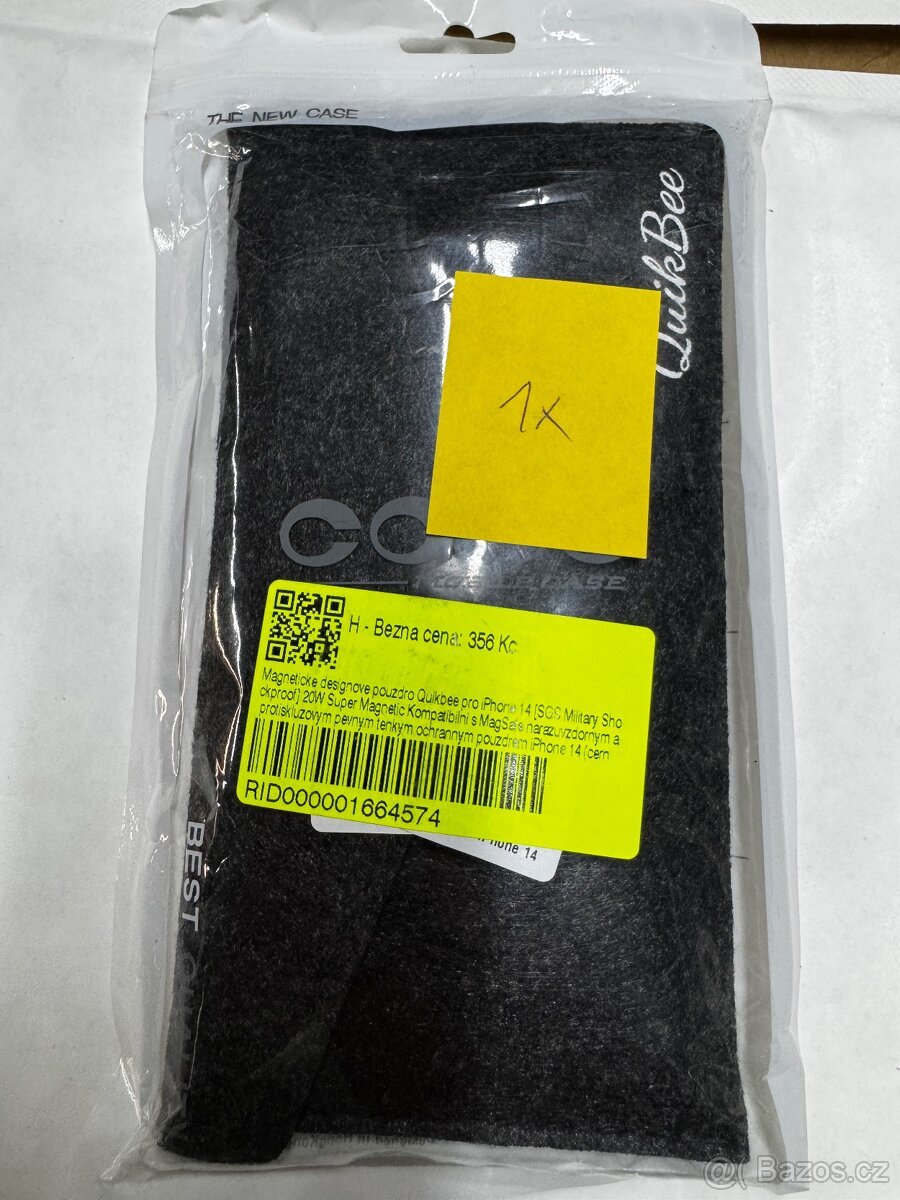 THE NEW CASE
QuikBee
1x
CASE
H - Bezna cena: 356 Kc
Magneticke designove pouzdro Quikbee pro iPhone 14 [SGS Military Sho
ckproof] 20W Super Magnetic Kompatibilni s MagSafe narazuvzdornym a
protiskluzovym pevnym tenkym ochrannym pouzdrem iPhone 14 (cern
RID000001664574
14
BEST
@( Bazos.cz